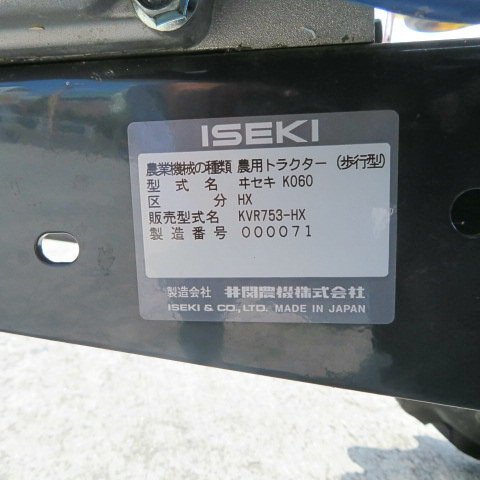 ISEKI
農業機械の種類 農用トラクター (歩行型)
型式名 ヰセキ K060
区分 HX
販売型式名 KVR753-HX
製造番号 000071
製造会社 井関農機株式会社
ISEKI & CO., LTD. MADE IN JAPAN